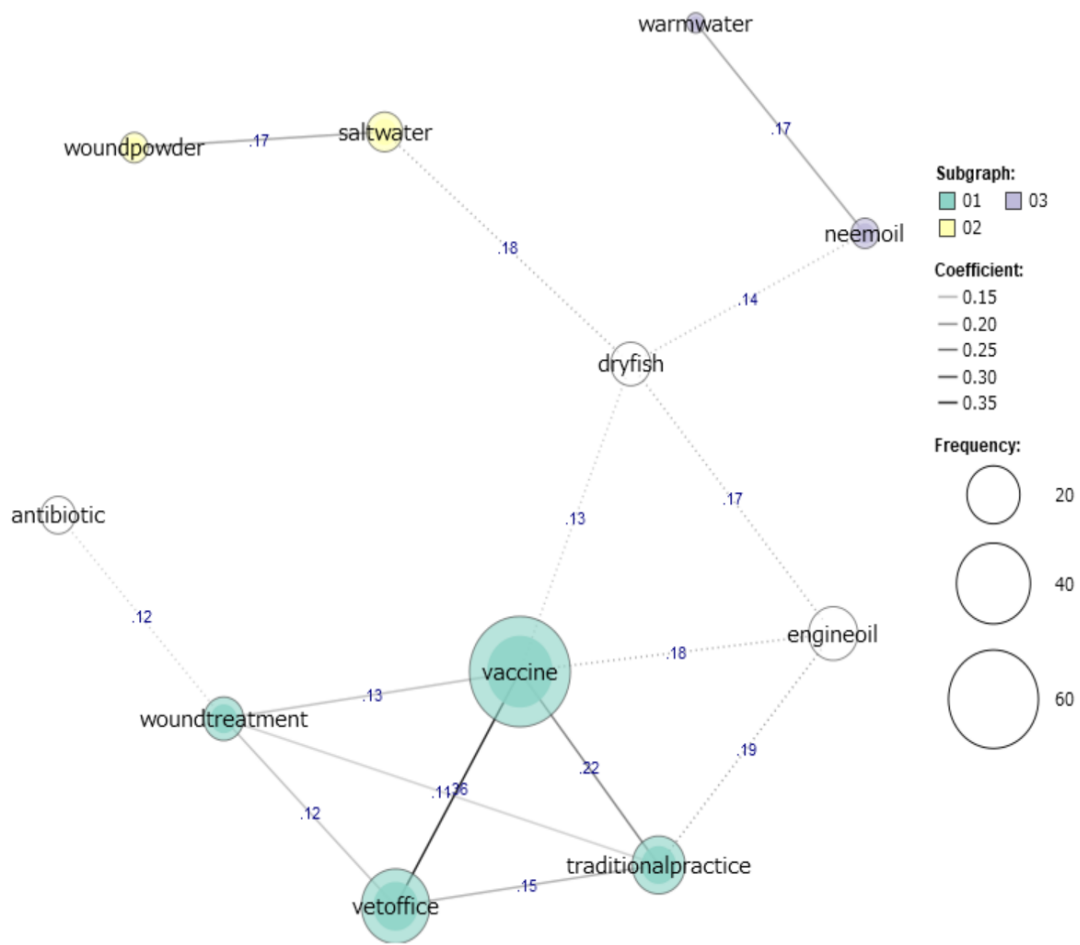 warmwater
saltwater
woundpowder
.17
.17
Subgraph:
01 03
02
neemoil
.18
Coefficient:
.14
0.15
0.20
0.25
0.30
0.35
dryfish
Frequency:
20
.17
antibiotic
.13
40
.12
engineoil
.18
vaccine
60
.13
woundtreatment
.19
.22
.11
.36
.12
traditionalpractice
.15
vetoffice